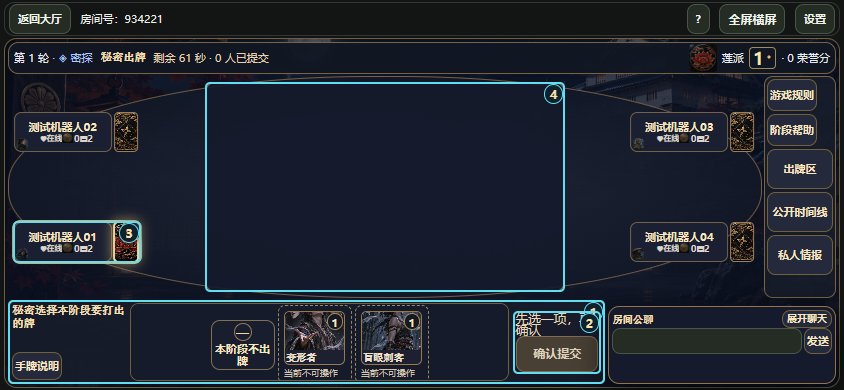 返回大厅 房间号：934221 ? 全屏横屏 设置
第 1 轮 · ◈ 密探 秘密出牌 剩余 61 秒 · 0 人已提交 莲派 1 · 0 荣誉分
游戏规则
4
测试机器人02
在线 0 2
测试机器人03
在线 0 2
阶段帮助
出牌区
公开时间线
测试机器人01
在线 0 2
3
测试机器人04
在线 0 2
私人情报
秘密选择本阶段要打出
的牌
手牌说明
本阶段不出
牌
1
变形者
当前不可操作
1
盲眼刺客
当前不可操作
先选一项，
确认
2
确认提交
房间公聊 展开聊天
发送